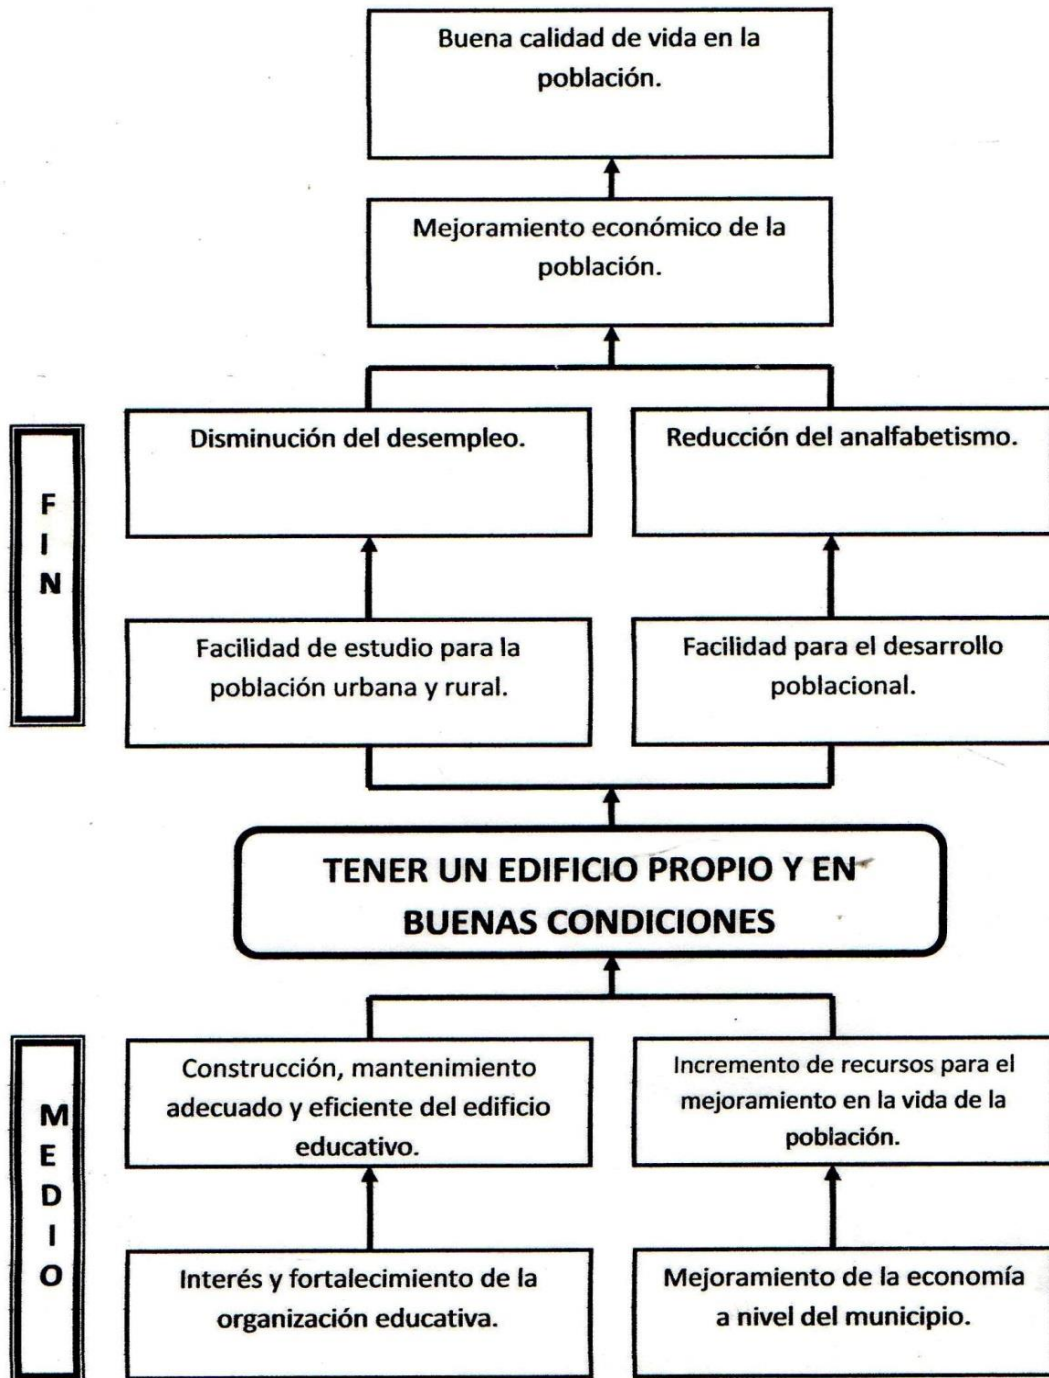 Buena calidad de vida en la
población.
Mejoramiento económico de la
población.
Disminución del desempleo.
Reducción del analfabetismo.
FIN
Facilidad de estudio para la
población urbana y rural.
Facilidad para el desarrollo
poblacional.
TENER UN EDIFICIO PROPIO Y EN
BUENAS CONDICIONES
MEDIO
Construcción, mantenimiento
adecuado y eficiente del edificio
educativo.
Incremento de recursos para el
mejoramiento en la vida de la
población.
Interés y fortalecimiento de la
organización educativa.
Mejoramiento de la economía
a nivel del municipio.